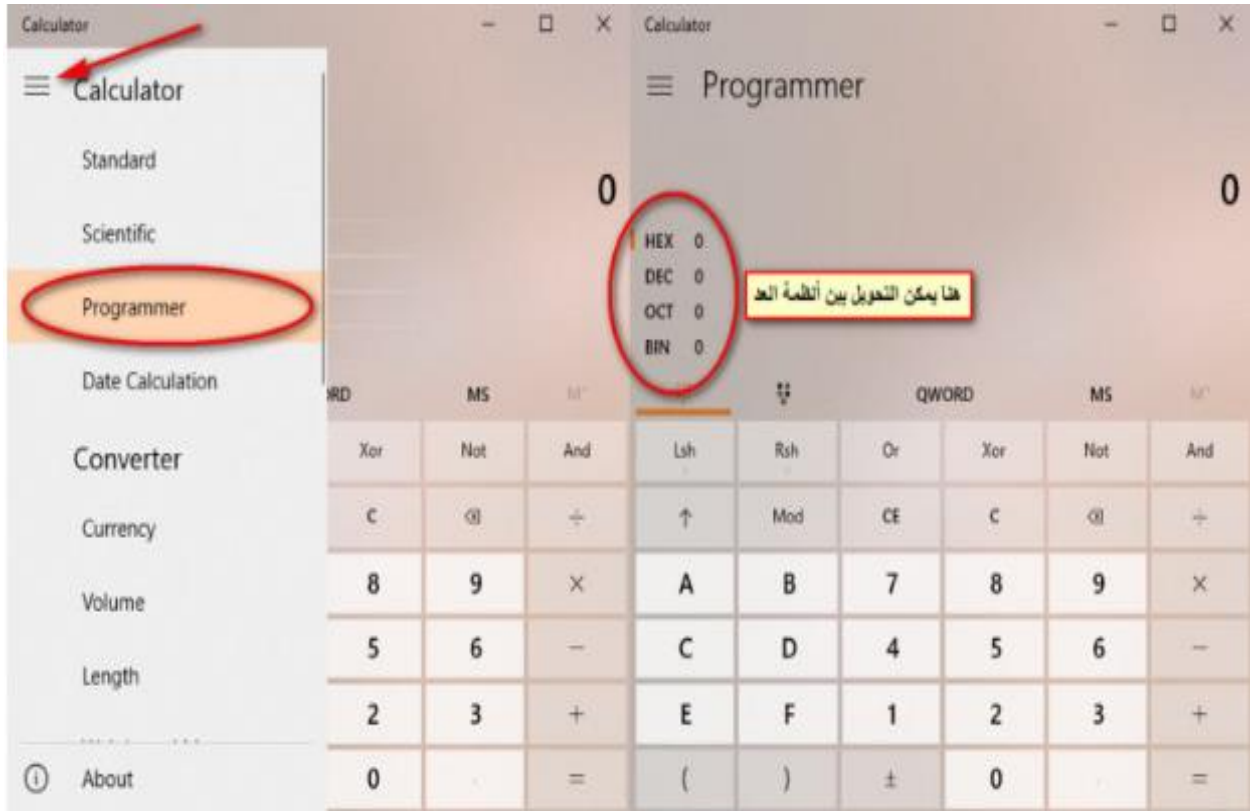 Calculator
Calculator
Standard
Scientific
Programmer
Date Calculation
Converter
Currency
Volume
Length
About
0
MS
Xor Not And
C ÷
8 9 ×
5 6 −
2 3 +
0 . =
Calculator
Programmer
0
HEX 0
DEC 0
OCT 0
BIN 0
هنا يمكن التحويل بين أنظمة العد
QWORD MS
Lsh Rsh Or Xor Not And
↑ Mod CE C ÷
A B 7 8 9 ×
C D 4 5 6 −
E F 1 2 3 +
( ) ± 0 . =